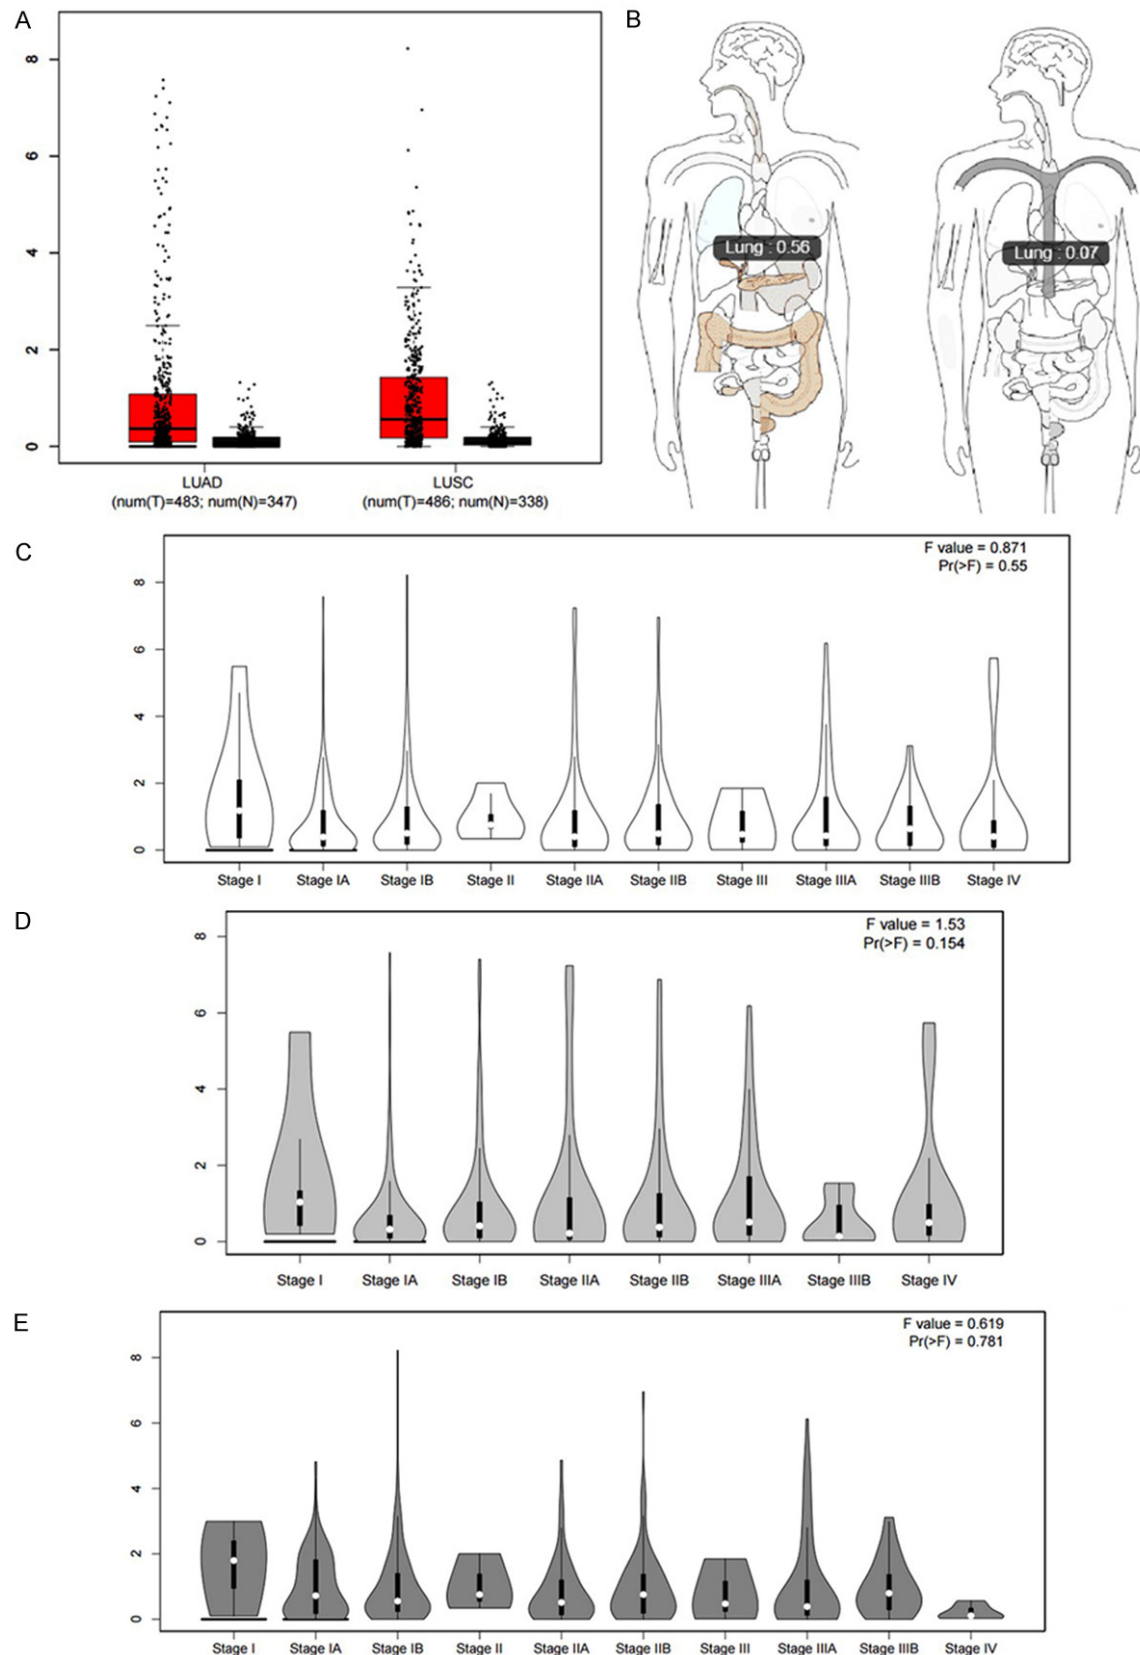 A
8
6
4
2
0
LUAD
(num(T)=483; num(N)=347)
LUSC
(num(T)=486; num(N)=338)
B
Lung : 0.56
Lung : 0.07
C
F value = 0.871
Pr(>F) = 0.55
8
6
4
2
0
Stage I Stage IA Stage IB Stage II Stage IIA Stage IIB Stage III Stage IIIA Stage IIIB Stage IV
D
F value = 1.53
Pr(>F) = 0.154
8
6
4
2
0
Stage I Stage IA Stage IB Stage IIA Stage IIB Stage IIIA Stage IIIB Stage IV
E
F value = 0.619
Pr(>F) = 0.781
8
6
4
2
0
Stage I Stage IA Stage IB Stage II Stage IIA Stage IIB Stage III Stage IIIA Stage IIIB Stage IV